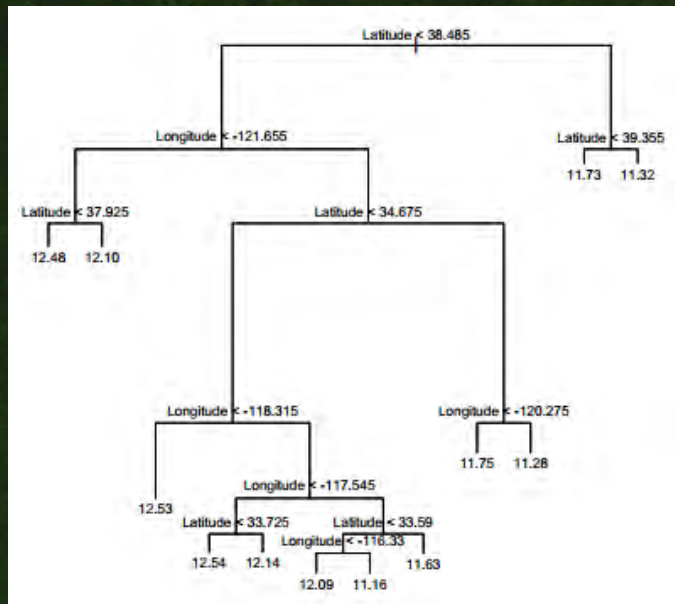 Latitude < 38.485
Longitude < -121.655
Latitude < 39.355
11.73 11.32
Latitude < 37.925
Latitude < 34.675
12.48 12.10
Longitude < -118.315
Longitude < -120.275
11.75 11.28
Longitude < -117.545
12.53
Latitude < 33.725
Latitude < 33.59
Longitude < -116.33
12.54 12.14
11.63
12.09 11.16